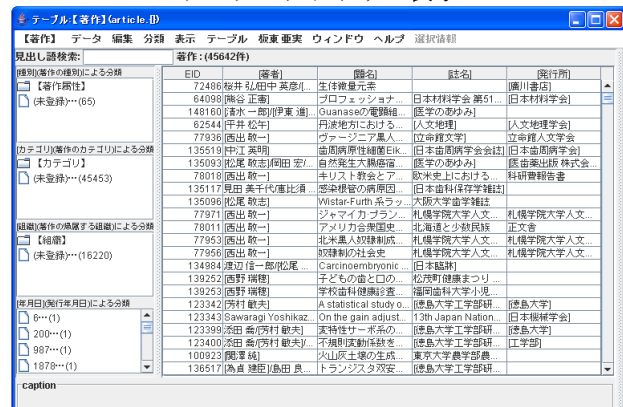 テーブル:【著作】(article.{})
【著作】 データ 編集 分類 表示 テーブル 板東亜実 ウィンドウ ヘルプ 選択情報
見出し語検索:
著作:(45642件)
[種別](著作の種別)による分類
【著作属性】
(未登録)…(65)
[カテゴリ](著作のカテゴリ)による分類
【カテゴリ】
(未登録)…(45453)
[組織](著作の帰属する組織)による分類
【組織】
(未登録)…(16220)
[年月日](発行年月日)による分類
6…(1)
200…(1)
987…(1)
1878…(1)
EID [著者] [題名] [誌名] [発行所]
72486 桜井 弘/田中 英彦/[... 生体微量元素 [廣川書店]
64098 [熊谷 正審] プロフェッショナ... 日本材料学会 第51... [日本材料学会]
148160 [清水 一郎]/[伊東 進]... Guanaseの電顕組... [医学のあゆみ]
62544 [平井 松午] 丹波地方における... [人文地理] [人文地理学会]
77936 [西出 敬一] ヴァージニア黒人... [立命館文学] 立命館人文学会
135519 [中江 英明] 歯周病原性細菌Eik... [日本歯周病学会会誌] [日本歯周病学会]
135093 [松尾 敬志]/岡田 宏/... 自然発生大腸癌宿... [医学のあゆみ] [医歯薬出版 株式会...
78018 [西出 敬一] キリスト教会とア... 欧米史上における... 科研費報告書
135117 見田 美千代/恵比須 ... 感染根管の病原因... [日本歯科保存学雑誌]
135096 [松尾 敬志] Wistar-Furth 系ラッ... 大阪大学歯学雑誌
77971 [西出 敬一] ジャマイカ・プラン... 札幌学院大学人文... 札幌学院大学人文...
78011 [西出 敬一] アメリカ合衆国史... 北海道と少数民族 正文舎
77953 [西出 敬一] 北米黒人奴隷制成... 札幌学院大学人文... 札幌学院大学人文...
77956 [西出 敬一] 奴隷制の社会史 札幌学院大学人文... 札幌学院大学人文...
134984 渡辺 信一郎/[松尾 ... Carcinoembryonic ... [日本臨牀]
139252 [西野 瑞穂] 子どもの歯と口の... 松茂町健康まつり ...
139253 [西野 瑞穂] 学校歯科健康診査... 福岡歯科大学小児...
123342 [芳村 敏夫] A statistical study o... [徳島大学工学部研... [徳島大学]
123343 Sawaragi Yoshikaz... On the gain adjust... 13th Japan Nation... [日本機械学会]
123399 添田 喬/[芳村 敏夫] 変特性サーボ系の... [徳島大学工学部研... [徳島大学]
123400 添田 喬/[芳村 敏夫]/... 不規則変動係数を... [徳島大学工学部研... [工学部]
100923 [関澤 純] 火山灰土壌の生成... 東京大学農学部農...
136517 [為貞 建臣]/島田 良... トランジスタ双安... [徳島大学工学部研...
caption